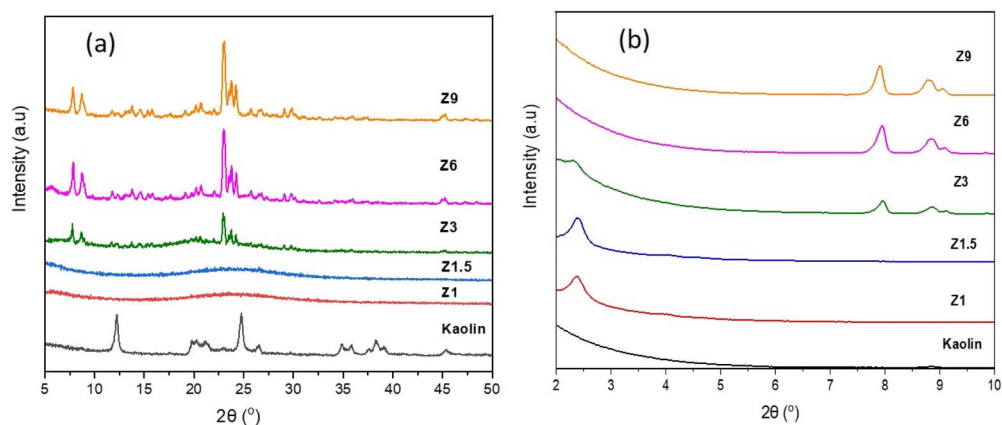 (a)
Z9
Z6
Z3
Z1.5
Z1
Kaolin
Intensity (a.u)
5 10 15 20 25 30 35 40 45 50
2θ (°)
(b)
Z9
Z6
Z3
Z1.5
Z1
Kaolin
Intensity (a.u)
2 3 4 5 6 7 8 9 10
2θ (°)